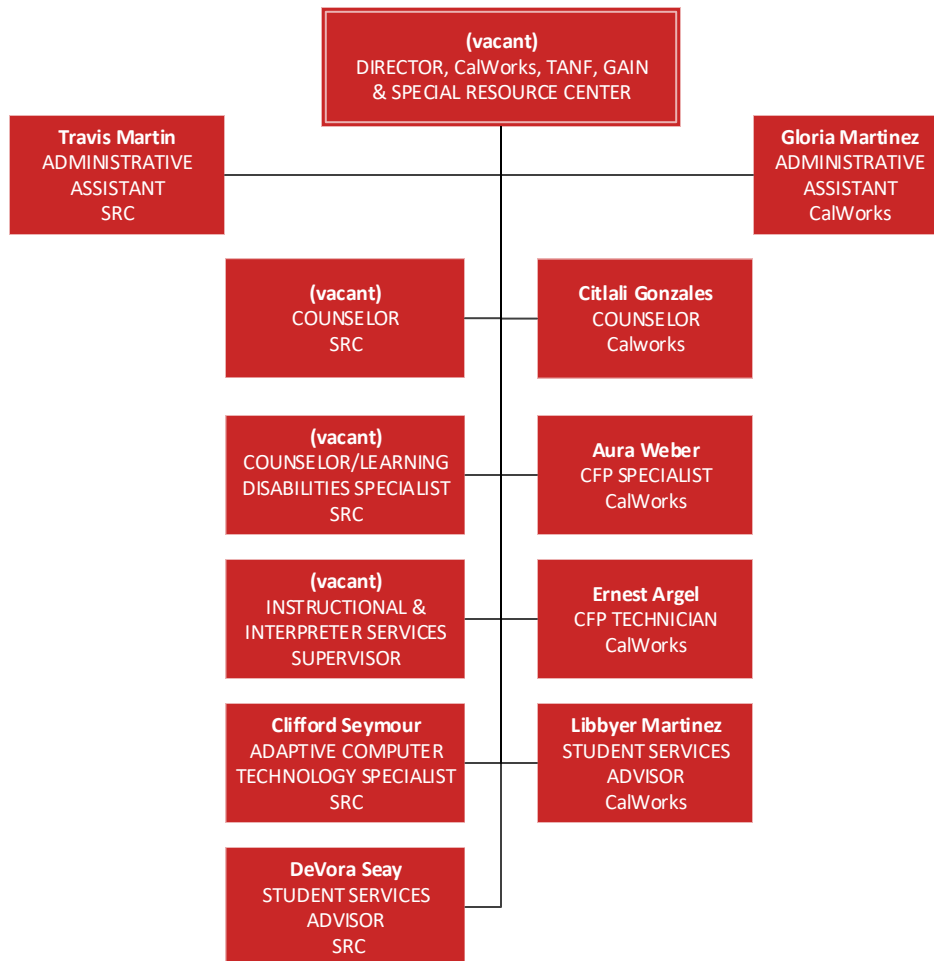 (vacant)
DIRECTOR, CalWorks, TANF, GAIN
& SPECIAL RESOURCE CENTER
Travis Martin
ADMINISTRATIVE
ASSISTANT
SRC
Gloria Martinez
ADMINISTRATIVE
ASSISTANT
CalWorks
(vacant)
COUNSELOR
SRC
Citlali Gonzales
COUNSELOR
Calworks
(vacant)
COUNSELOR/LEARNING
DISABILITIES SPECIALIST
SRC
Aura Weber
CFP SPECIALIST
CalWorks
(vacant)
INSTRUCTIONAL &
INTERPRETER SERVICES
SUPERVISOR
Ernest Argel
CFP TECHNICIAN
CalWorks
Clifford Seymour
ADAPTIVE COMPUTER
TECHNOLOGY SPECIALIST
SRC
Libbyer Martinez
STUDENT SERVICES
ADVISOR
CalWorks
DeVora Seay
STUDENT SERVICES
ADVISOR
SRC